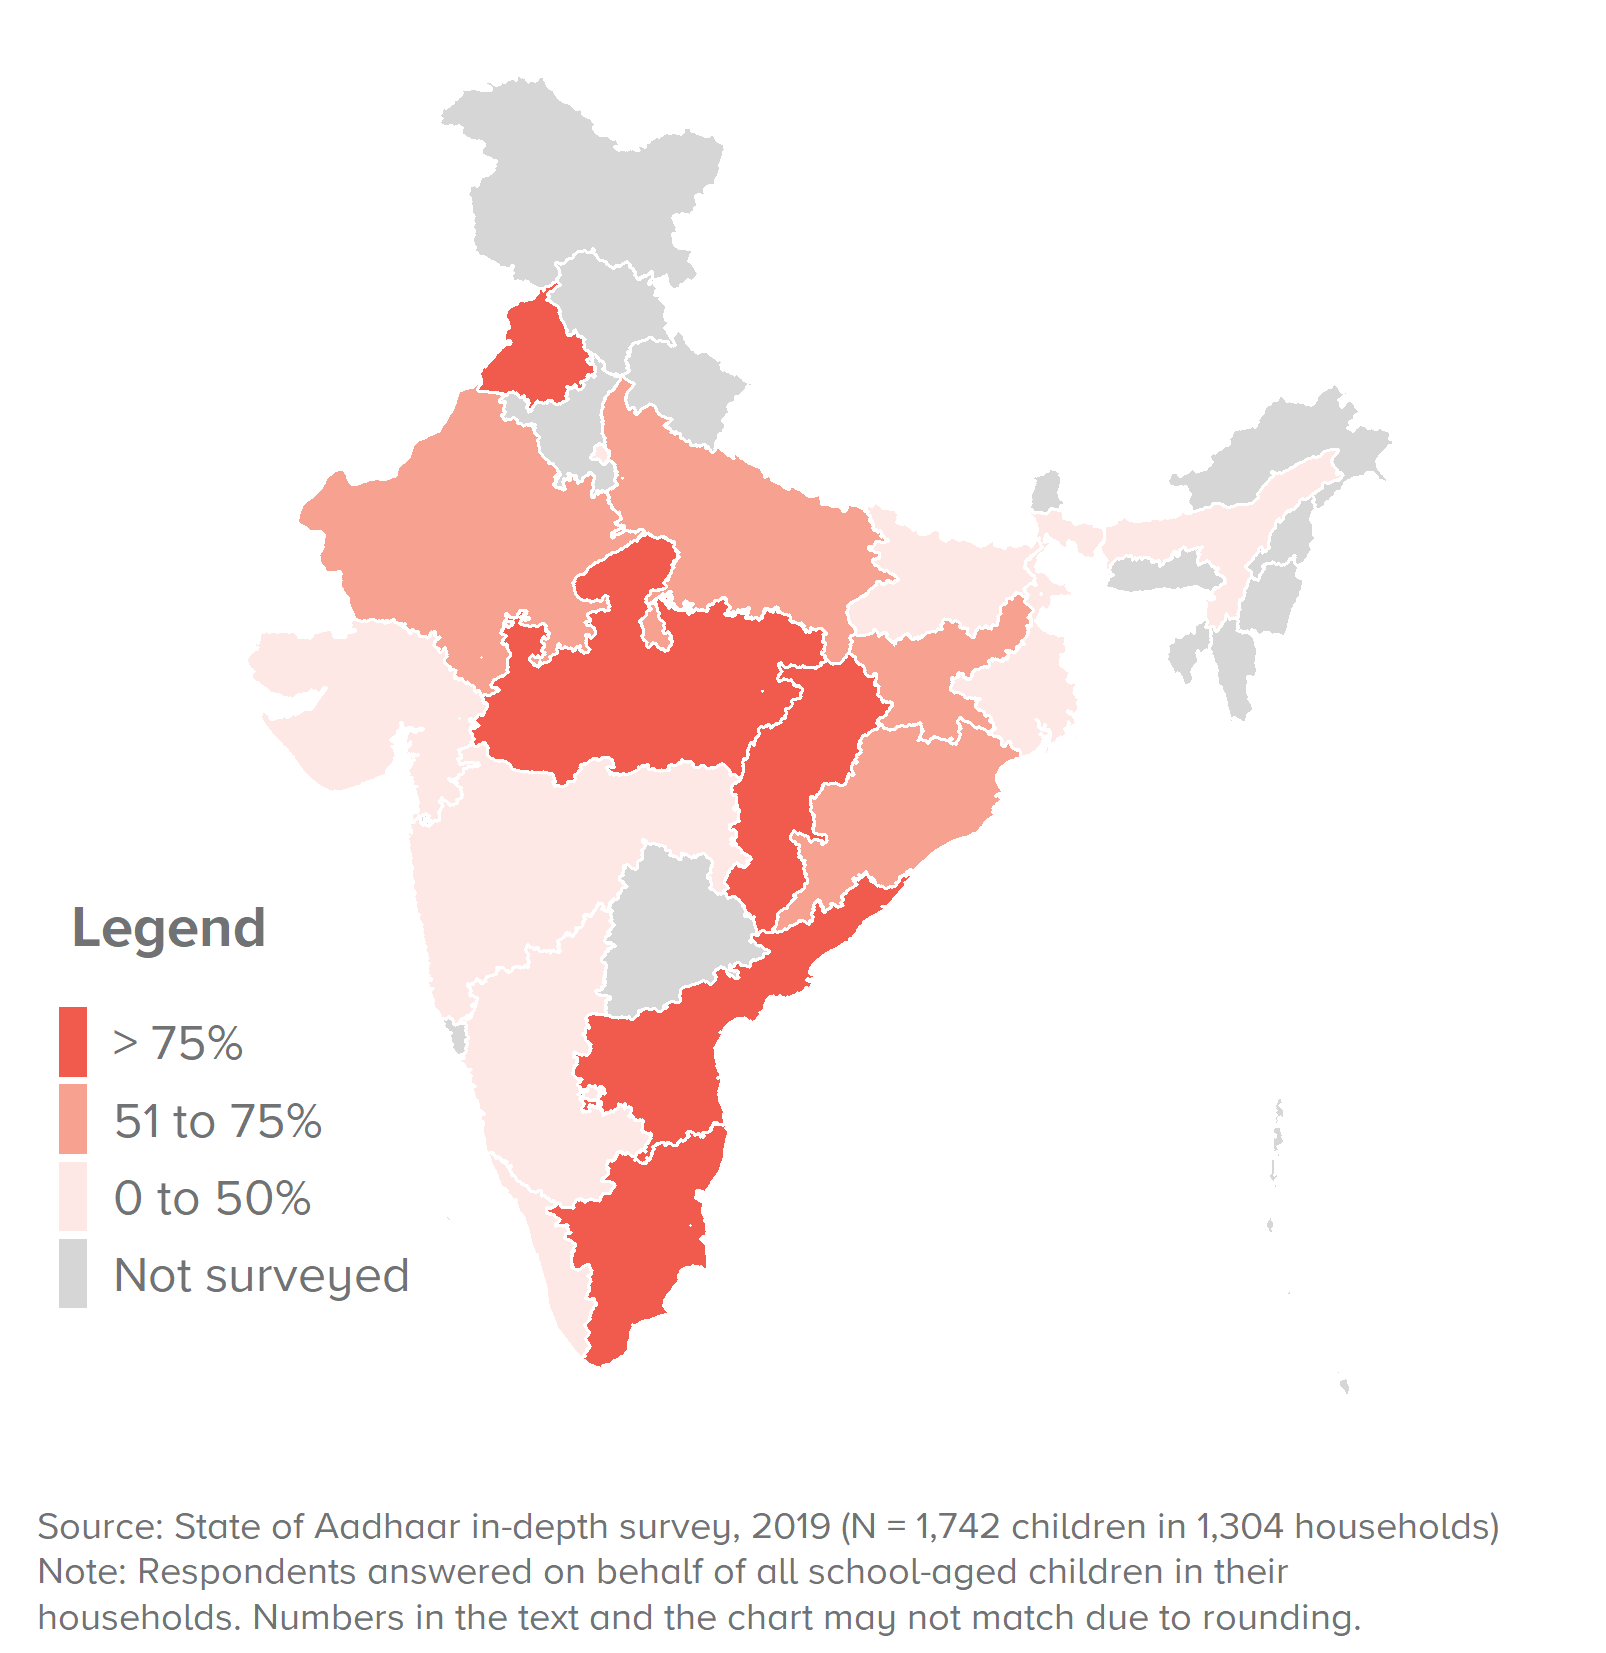 Legend
> 75%
51 to 75%
0 to 50%
Not surveyed
Source: State of Aadhaar in-depth survey, 2019 (N = 1,742 children in 1,304 households)
Note: Respondents answered on behalf of all school-aged children in their
households. Numbers in the text and the chart may not match due to rounding.